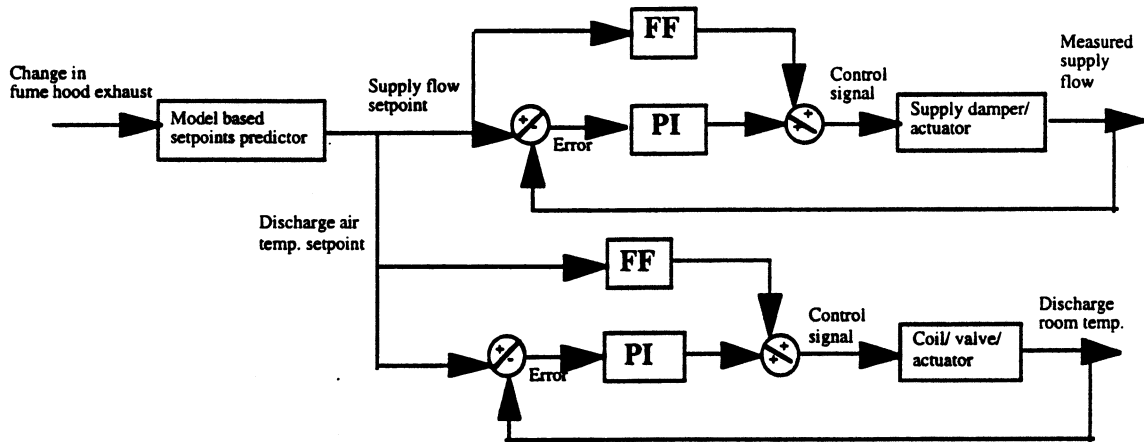 Change in
fume hood exhaust
Model based
setpoints predictor
Supply flow
setpoint
FF
+
-
Error
PI
+
+
Control
signal
Supply damper/
actuator
Measured
supply
flow
Discharge air
temp. setpoint
FF
+
-
Error
PI
+
+
Control
signal
Coil/ valve/
actuator
Discharge
room temp.